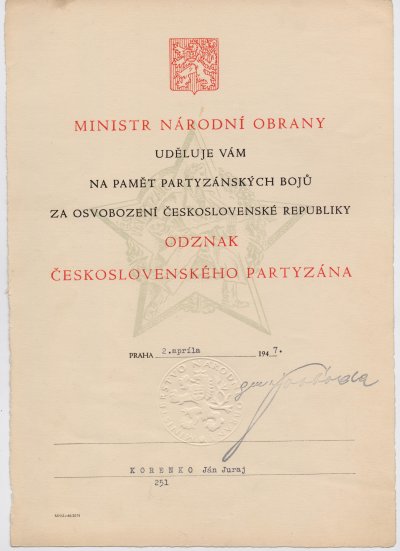 MINISTR NÁRODNÍ OBRANY
UDĚLUJE VÁM
NA PAMĚT PARTYZÁNSKÝCH BOJŮ
ZA OSVOBOZENÍ ČESKOSLOVENSKÉ REPUBLIKY
ODZNAK
ČESKOSLOVENSKÉHO PARTYZÁNA
PRAHA 2.apríla 1947.
KORENKO Ján Juraj
251